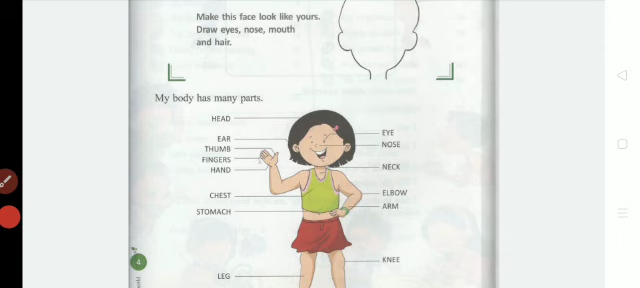 Make this face look like yours.
Draw eyes, nose, mouth
and hair.
My body has many parts.
HEAD
EAR
THUMB
FINGERS
HAND
CHEST
STOMACH
LEG
EYE
NOSE
NECK
ELBOW
ARM
KNEE
4